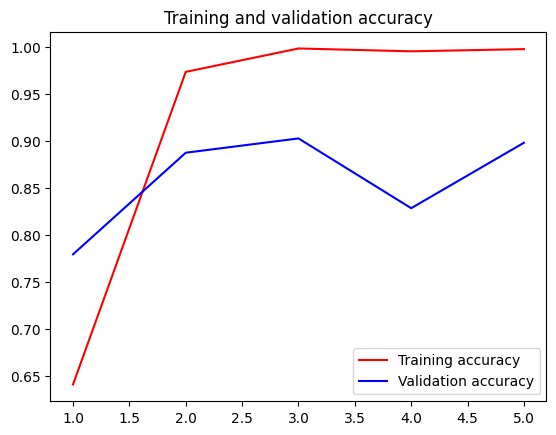 Training and validation accuracy
1.00
0.95
0.90
0.85
0.80
0.75
0.70
0.65
Training accuracy
Validation accuracy
1.0 1.5 2.0 2.5 3.0 3.5 4.0 4.5 5.0